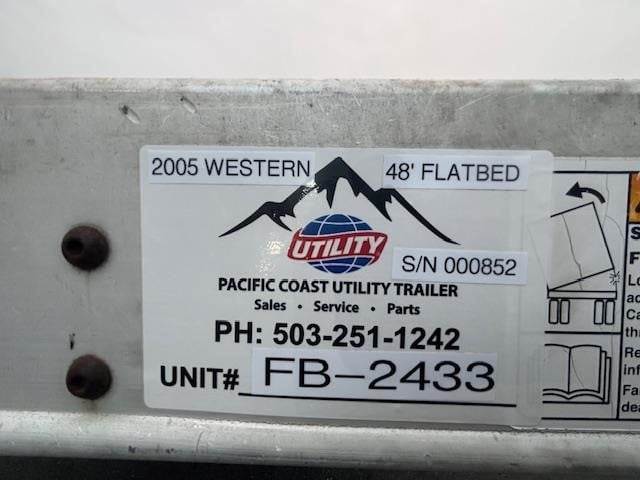 2005 WESTERN
48' FLATBED
UTILITY
S/N 000852
PACIFIC COAST UTILITY TRAILER
Sales • Service • Parts
PH: 503-251-1242
UNIT# FB-2433